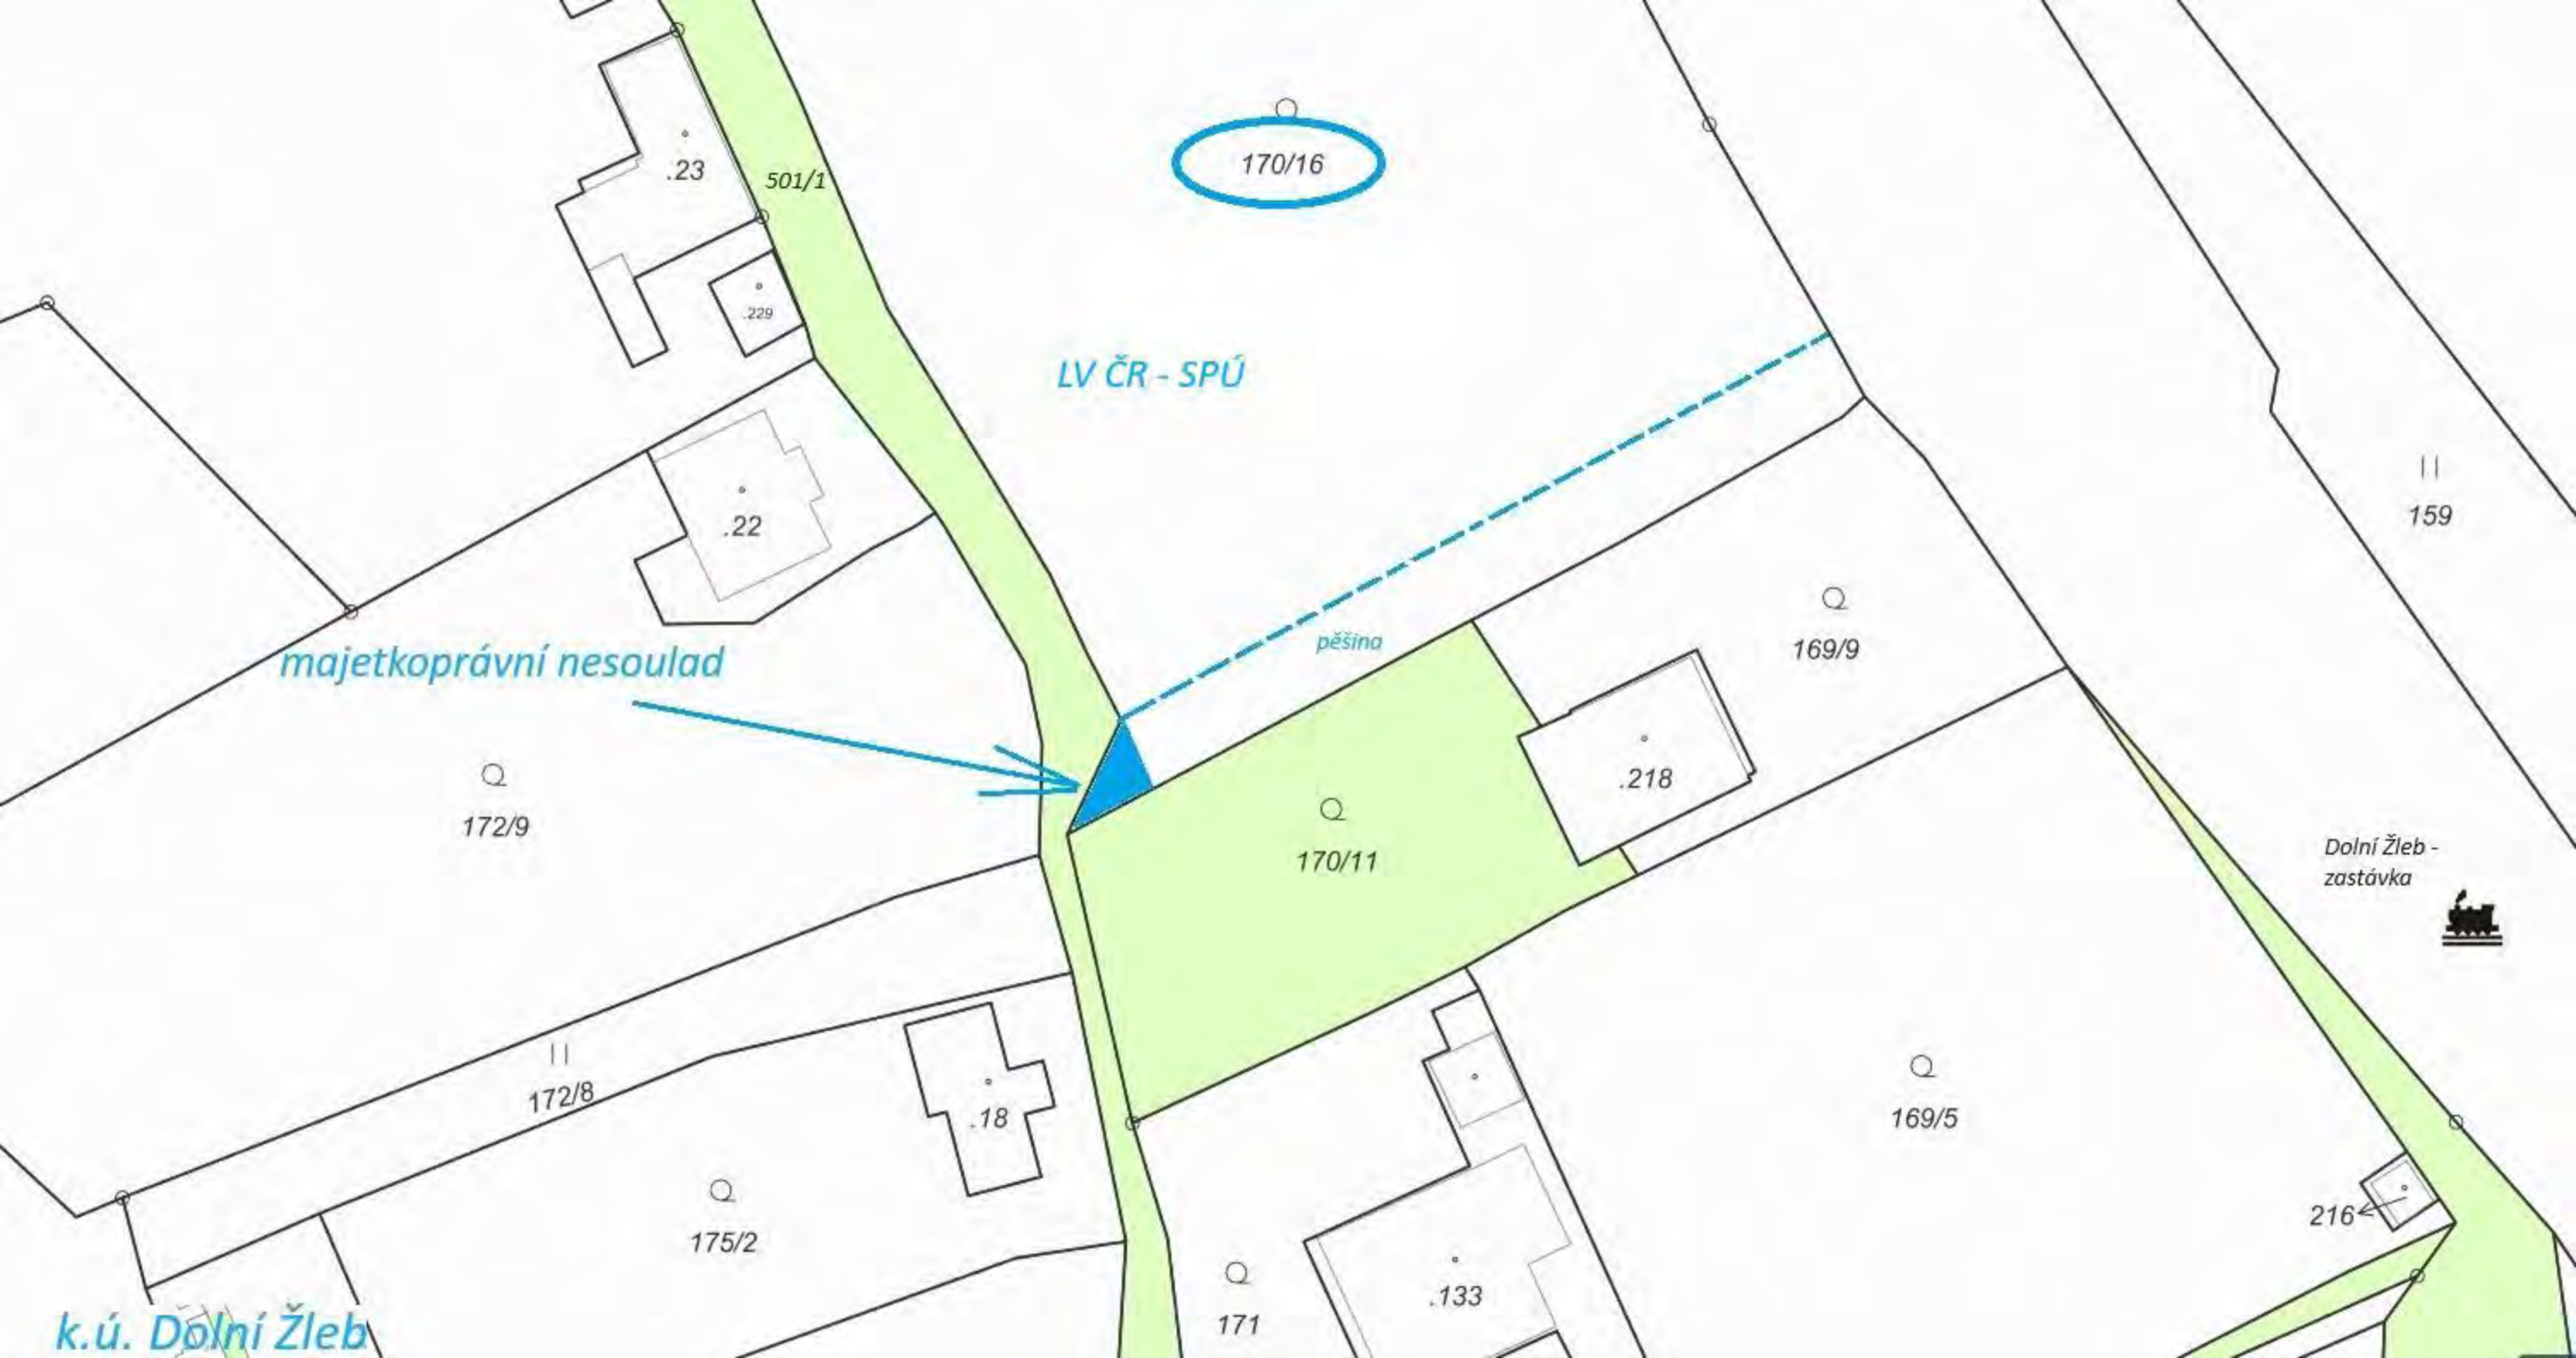 170/16
.23
501/1
.229
LV ČR - SPÚ
159
.22
169/9
pěšina
majetkoprávní nesoulad
.218
172/9
170/11
Dolní Žleb -
zastávka
172/8
.18
169/5
216
175/2
.133
171
k.ú. Dolní Žleb